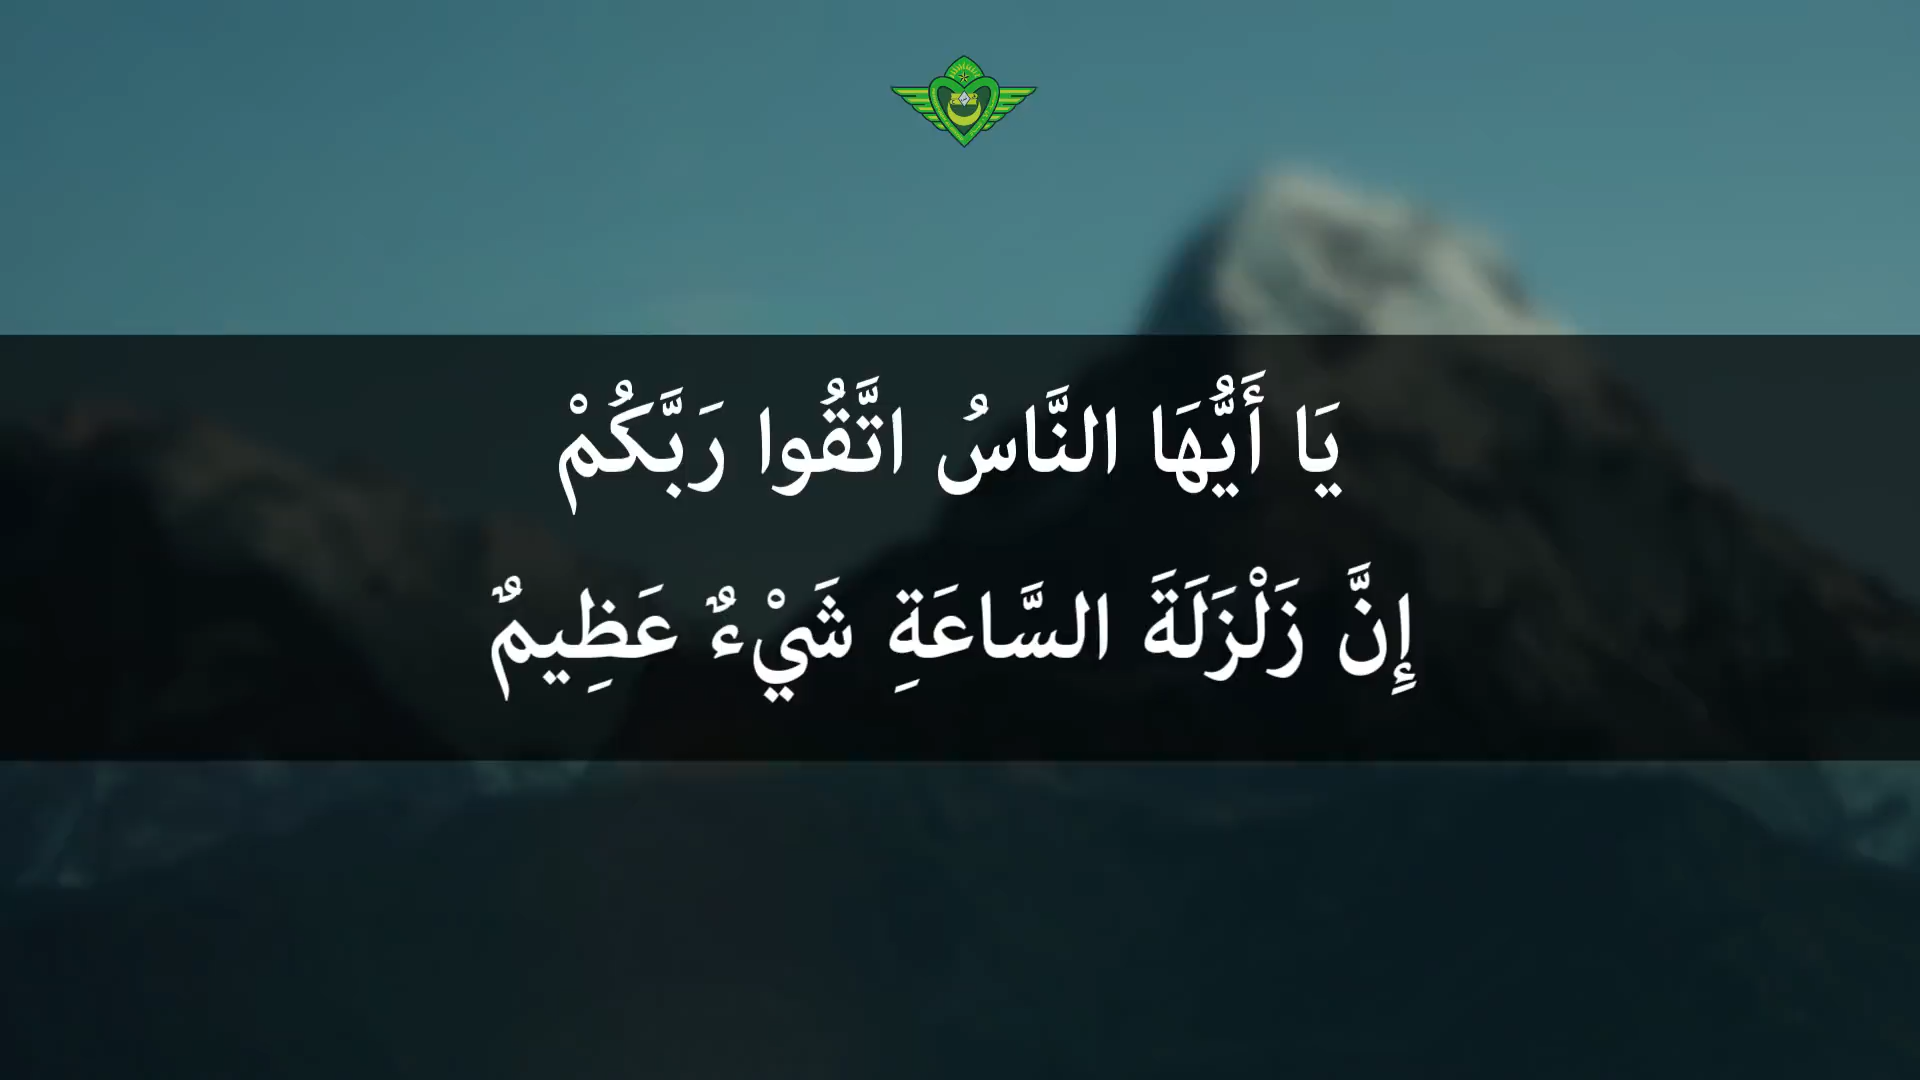 يَا أَيُّهَا النَّاسُ اتَّقُوا رَبَّكُمْ
إِنَّ زَلْزَلَةَ السَّاعَةِ شَيْءٌ عَظِيمٌ